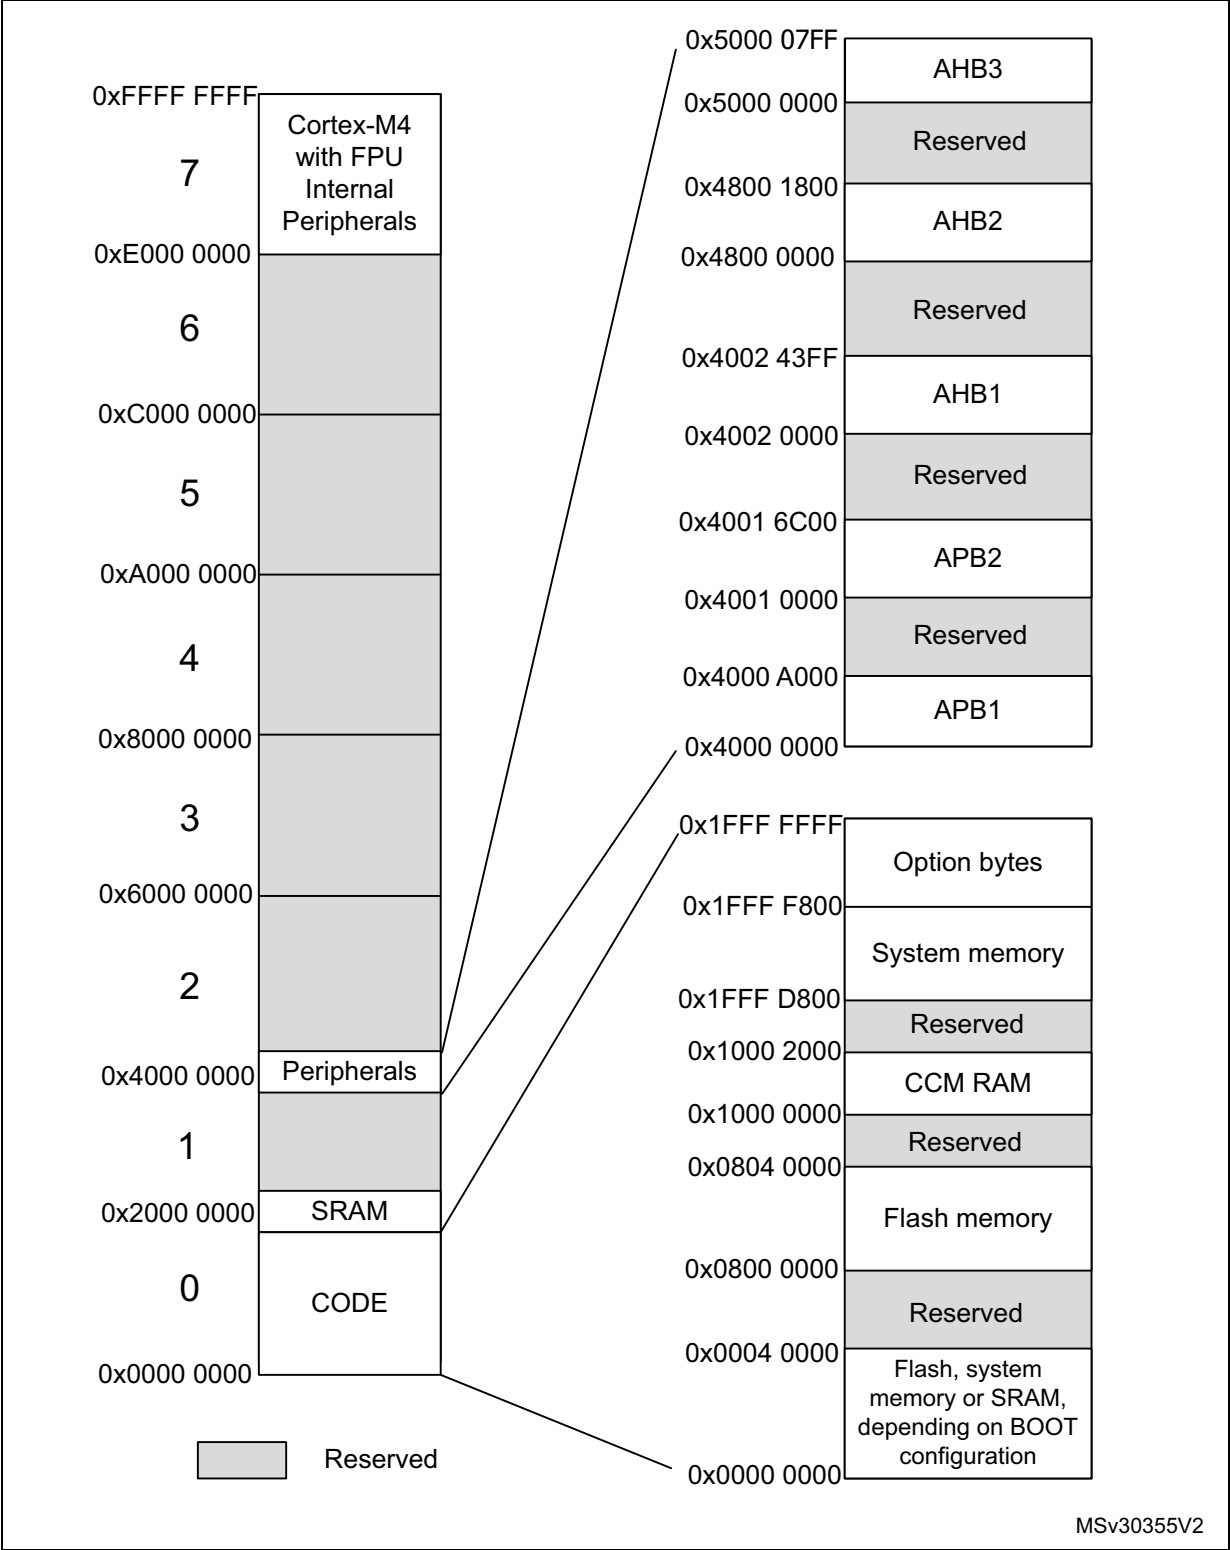 0xFFFF FFFF
Cortex-M4
with FPU
Internal
Peripherals
7
0xE000 0000
6
0xC000 0000
5
0xA000 0000
4
0x8000 0000
3
0x6000 0000
2
Peripherals
0x4000 0000
1
0x2000 0000
SRAM
0
CODE
0x0000 0000
Reserved
0x5000 07FF
AHB3
0x5000 0000
Reserved
0x4800 1800
AHB2
0x4800 0000
Reserved
0x4002 43FF
AHB1
0x4002 0000
Reserved
0x4001 6C00
APB2
0x4001 0000
Reserved
0x4000 A000
APB1
0x4000 0000
0x1FFF FFFF
Option bytes
0x1FFF F800
System memory
0x1FFF D800
Reserved
0x1000 2000
CCM RAM
0x1000 0000
Reserved
0x0804 0000
Flash memory
0x0800 0000
Reserved
0x0004 0000
Flash, system
memory or SRAM,
depending on BOOT
configuration
0x0000 0000
MSv30355V2